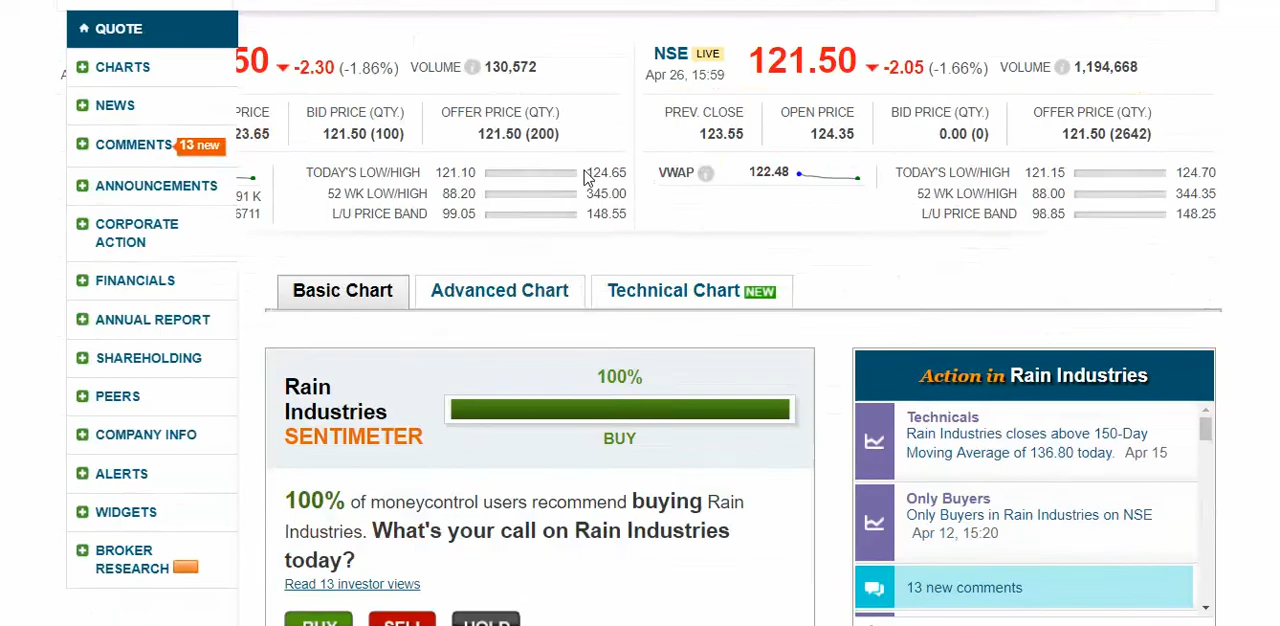 QUOTE
CHARTS
NEWS
COMMENTS 13 new
ANNOUNCEMENTS
CORPORATE
ACTION
FINANCIALS
ANNUAL REPORT
SHAREHOLDING
PEERS
COMPANY INFO
ALERTS
WIDGETS
BROKER
RESEARCH
50 -2.30 (-1.86%) VOLUME 130,572
PRICE BID PRICE (QTY.) OFFER PRICE (QTY.)
23.65 121.50 (100) 121.50 (200)
TODAY'S LOW/HIGH 121.10 124.65
91 K 52 WK LOW/HIGH 88.20 345.00
6711 L/U PRICE BAND 99.05 148.55
NSE LIVE 121.50 -2.05 (-1.66%) VOLUME 1,194,668
Apr 26, 15:59
PREV. CLOSE OPEN PRICE BID PRICE (QTY.) OFFER PRICE (QTY.)
123.55 124.35 0.00 (0) 121.50 (2642)
VWAP 122.48 TODAY'S LOW/HIGH 121.15 124.70
52 WK LOW/HIGH 88.00 344.35
L/U PRICE BAND 98.85 148.25
Basic Chart Advanced Chart Technical Chart NEW
Rain
Industries
SENTIMETER
100%
BUY
100% of moneycontrol users recommend buying Rain
Industries. What's your call on Rain Industries
today?
Read 13 investor views
BUY SELL HOLD
Action in Rain Industries
Technicals
Rain Industries closes above 150-Day
Moving Average of 136.80 today. Apr 15
Only Buyers
Only Buyers in Rain Industries on NSE
Apr 12, 15:20
13 new comments